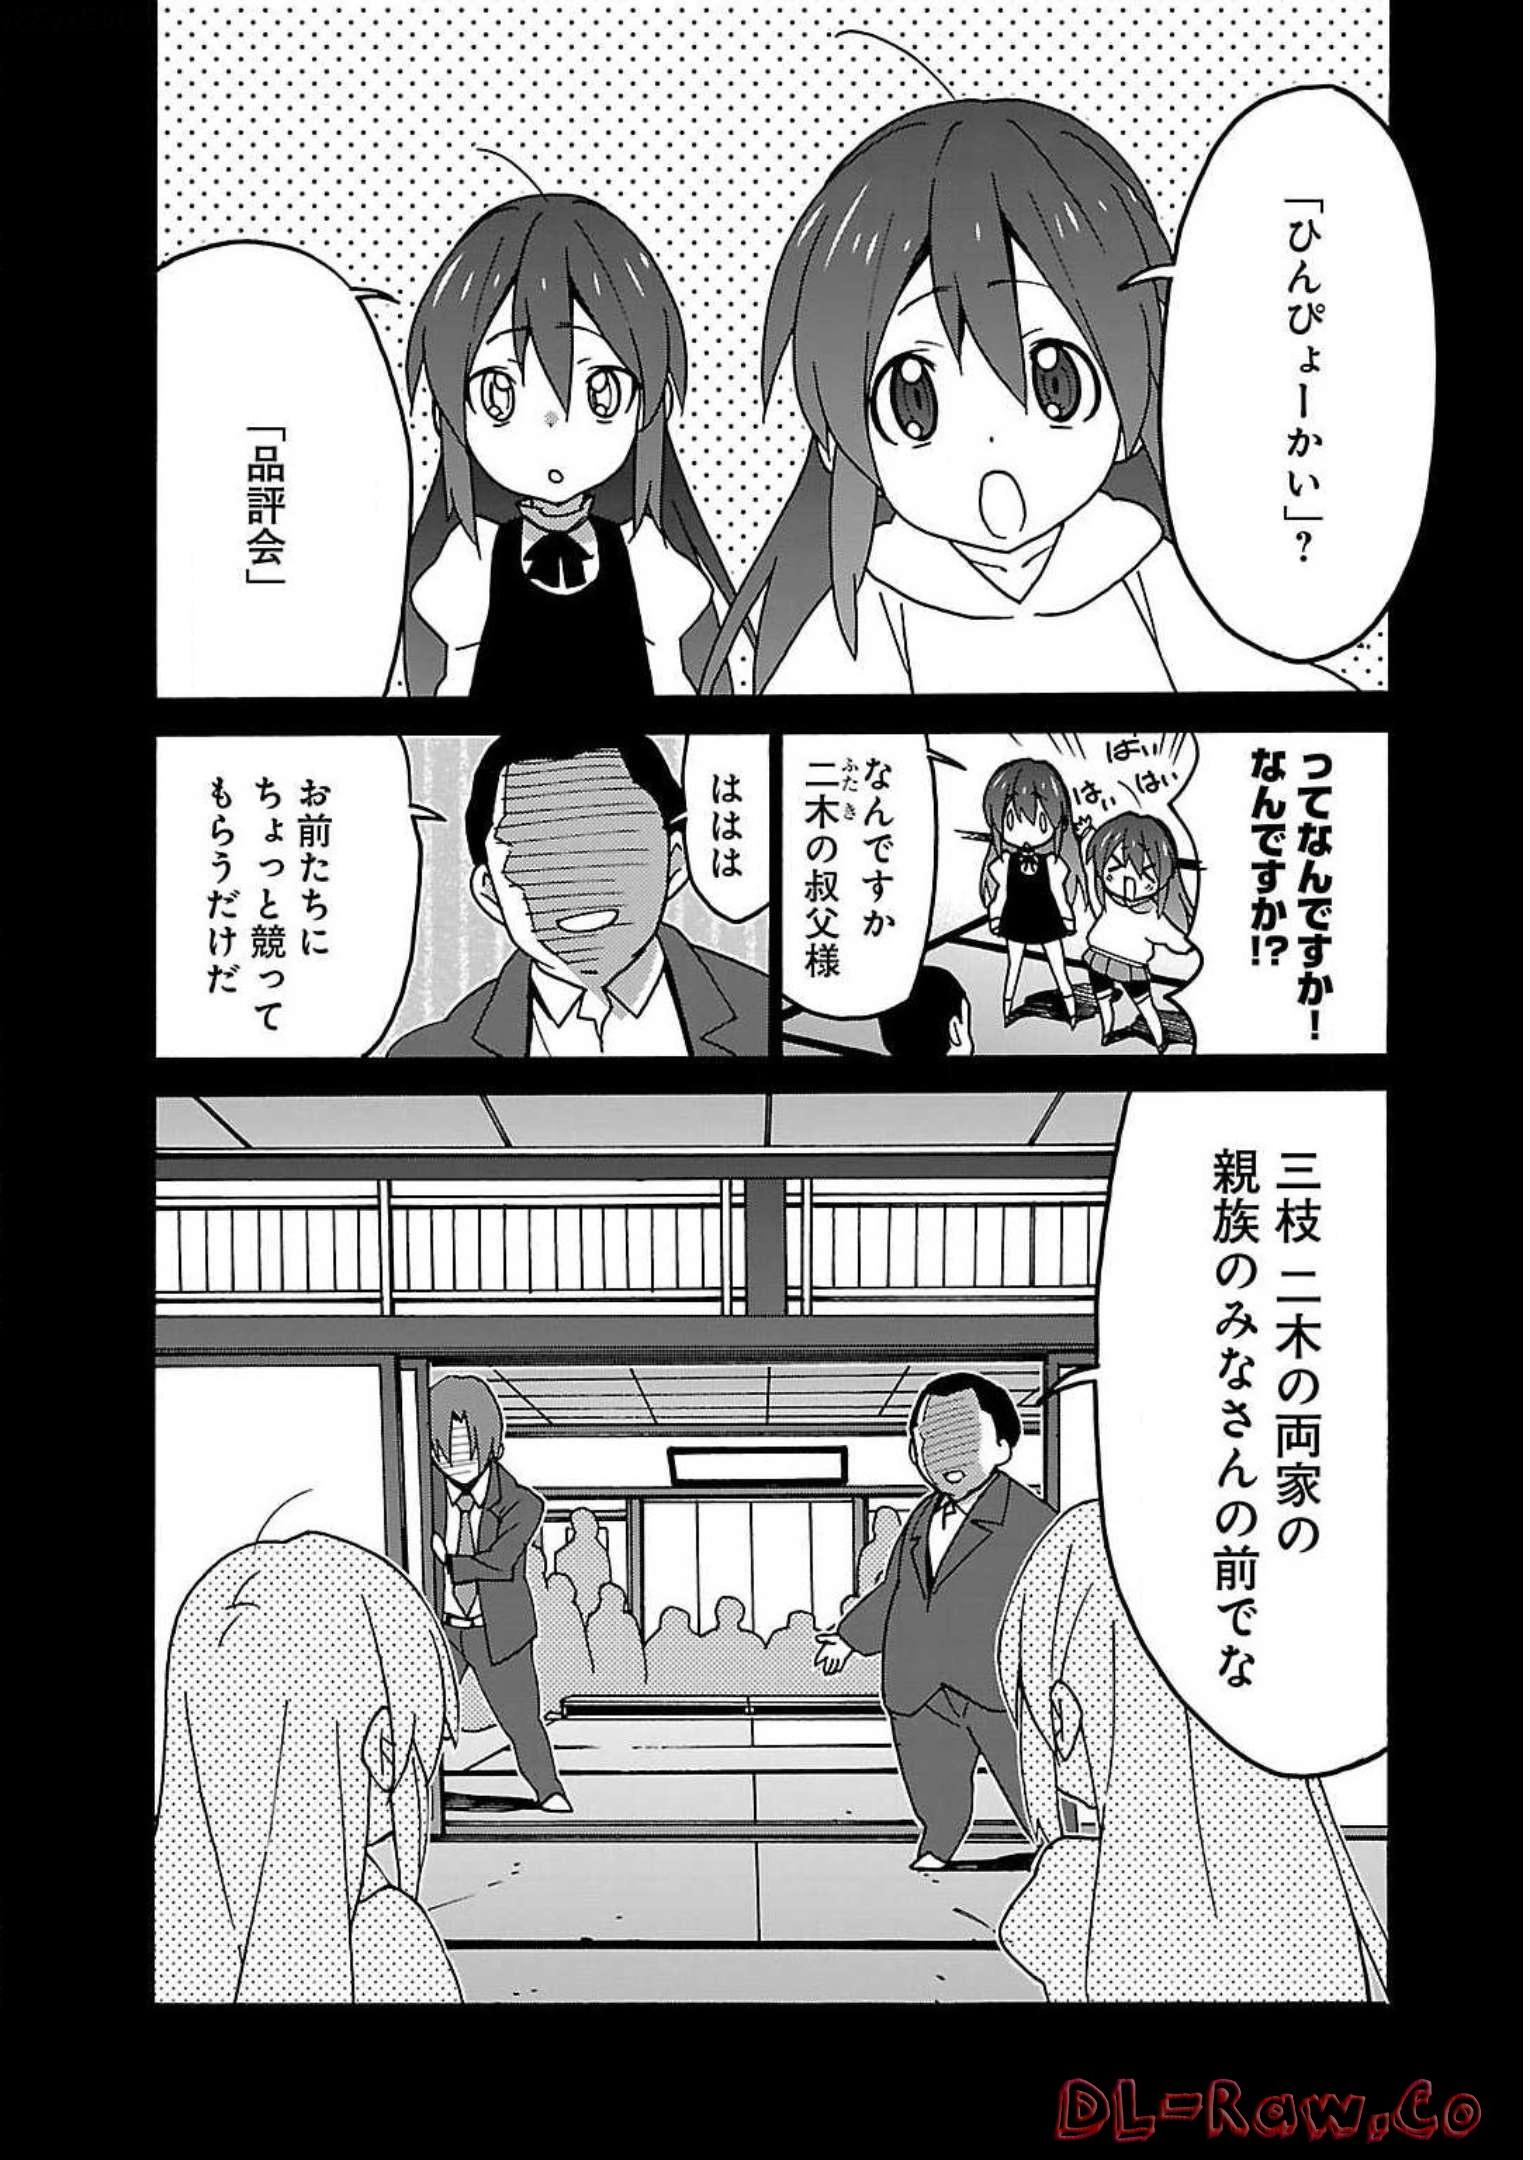 「ひんぴょーかい」?
「品評会」
ってなんですか!
なんですか!?
はい
はい
はい
なんですか
二木の叔父様
ふたき
ははは
お前たちに
ちょっと競って
もらうだけだ
三枝 二木の両家の
親族のみなさんの前でな
DL-Raw.Co